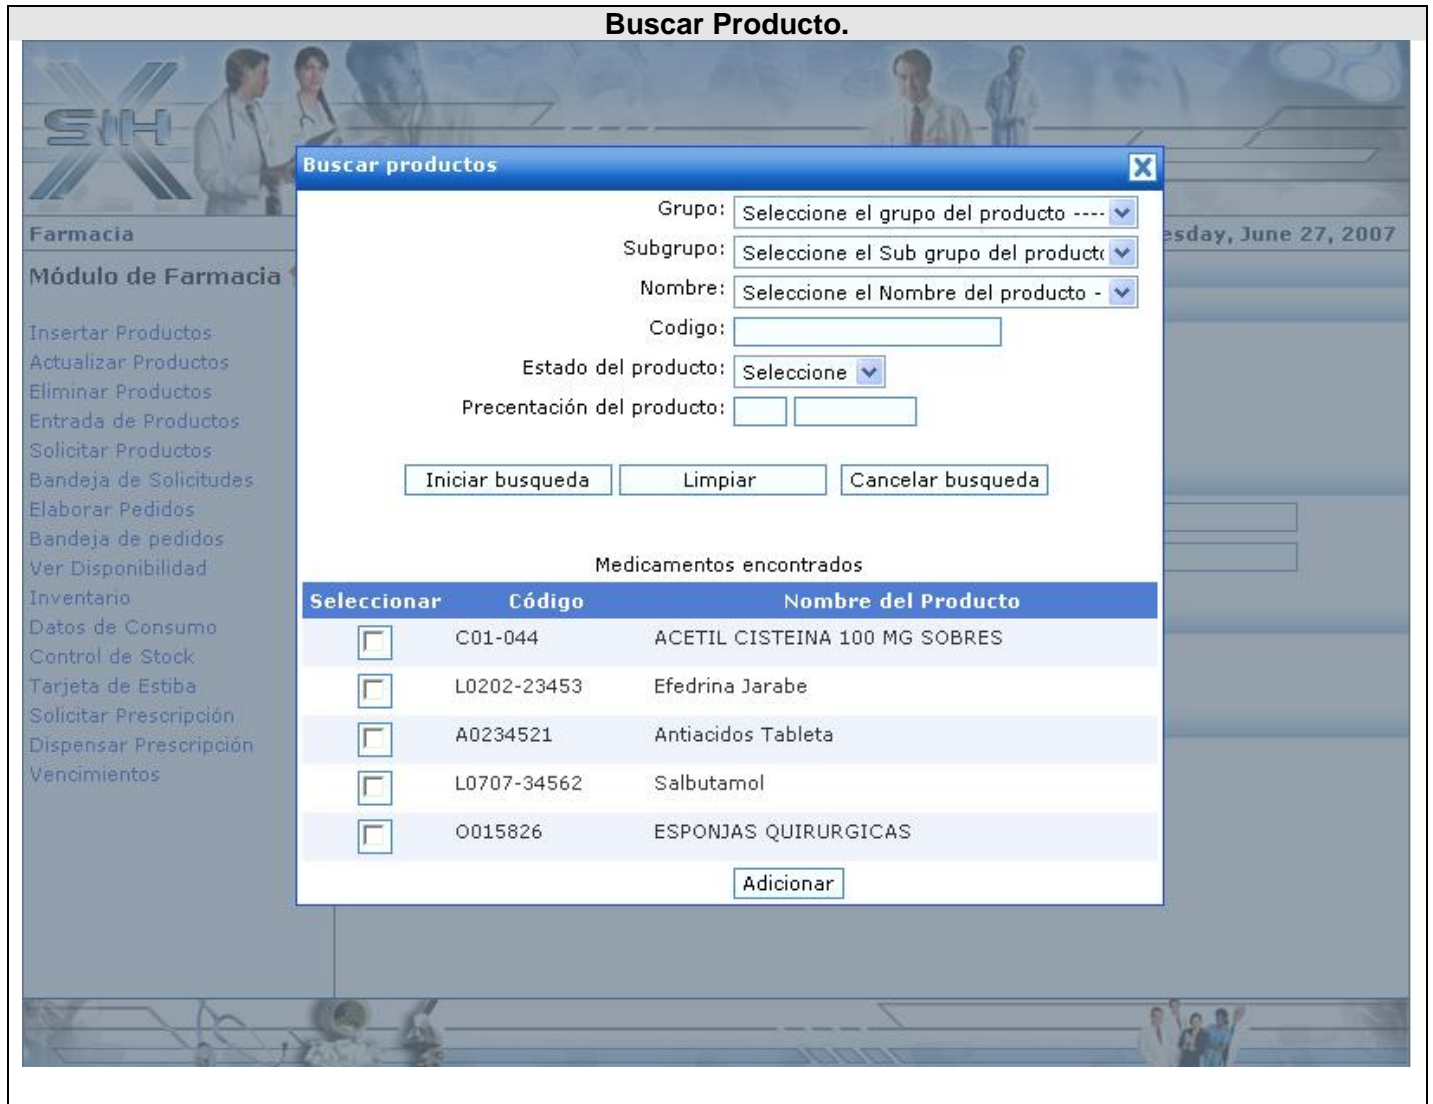 Buscar Producto.
SIH
Buscar productos
Grupo: Seleccione el grupo del producto ----
Farmacia esday, June 27, 2007
Subgrupo: Seleccione el Sub grupo del product
Módulo de Farmacia
Nombre: Seleccione el Nombre del producto -
Codigo:
Estado del producto: Seleccione
Precentación del producto:
Iniciar busqueda Limpiar Cancelar busqueda
Insertar Productos
Actualizar Productos
Eliminar Productos
Entrada de Productos
Solicitar Productos
Bandeja de Solicitudes
Elaborar Pedidos
Bandeja de pedidos
Ver Disponibilidad
Inventario
Datos de Consumo
Control de Stock
Tarjeta de Estiba
Solicitar Prescripción
Dispensar Prescripción
Vencimientos
Medicamentos encontrados
Seleccionar Código Nombre del Producto
C01-044 ACETIL CISTEINA 100 MG SOBRES
L0202-23453 Efedrina Jarabe
A0234521 Antiacidos Tableta
L0707-34562 Salbutamol
O015826 ESPONJAS QUIRURGICAS
Adicionar